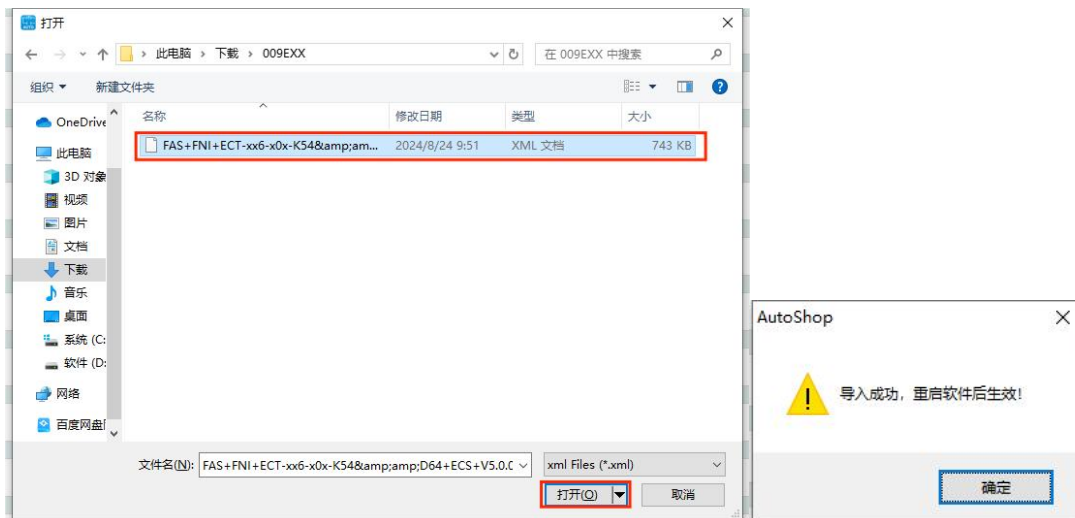 打开
此电脑 > 下载 > 009EXX
在 009EXX 中搜索
组织
新建文件夹
名称
修改日期
类型
大小
FAS+FNI+ECT-xx6-x0x-K54&amp;am...
2024/8/24 9:51
XML 文档
743 KB
OneDrive
此电脑
3D 对象
视频
图片
文档
下载
音乐
桌面
系统 (C:
软件 (D:
网络
百度网盘
文件名(N):
FAS+FNI+ECT-xx6-x0x-K54&amp;amp;D64+ECS+V5.0.0
xml Files (*.xml)
打开(O)
取消
AutoShop
导入成功，重启软件后生效!
确定